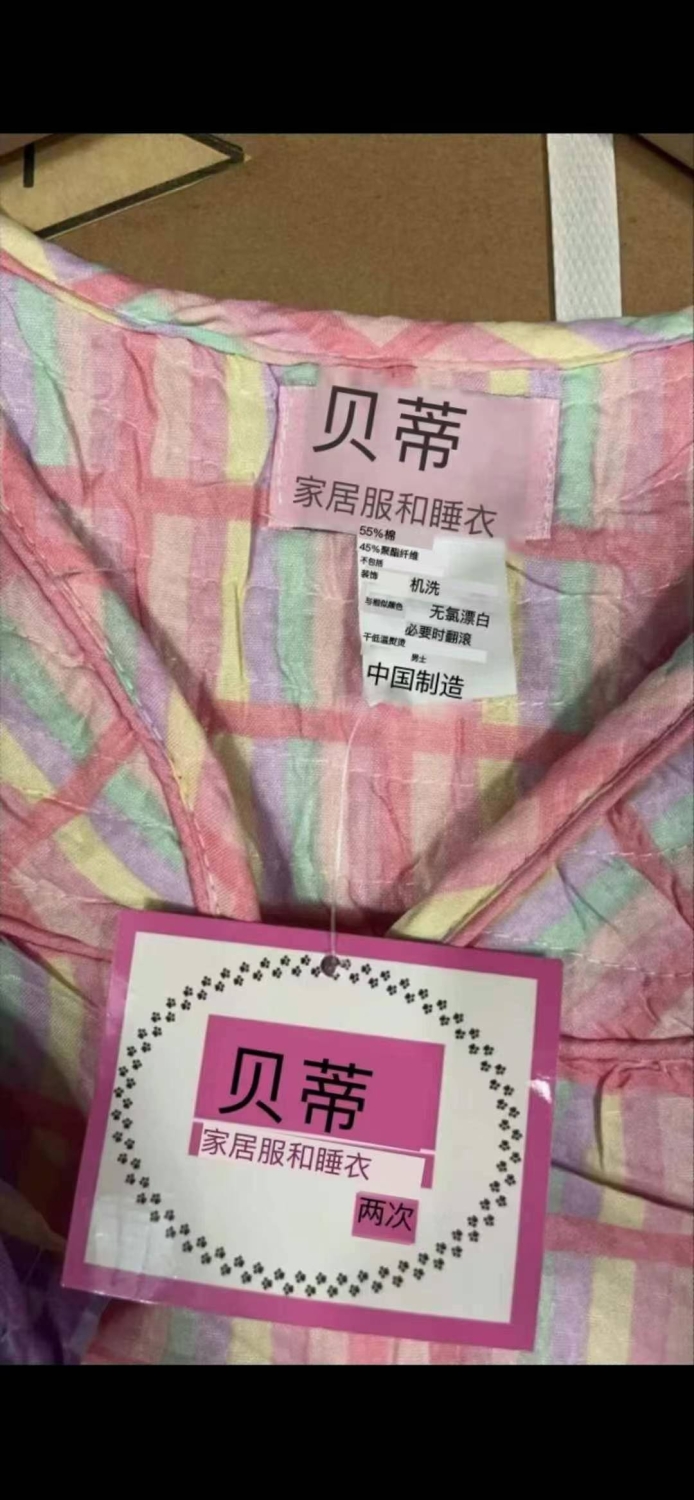 贝蒂
家居服和睡衣
55%棉
45%聚酯纤维
不包括
装饰
机洗
与相似颜色
无氯漂白
必要时翻滚
干低温熨烫
男士
中国制造
贝蒂
家居服和睡衣
两次